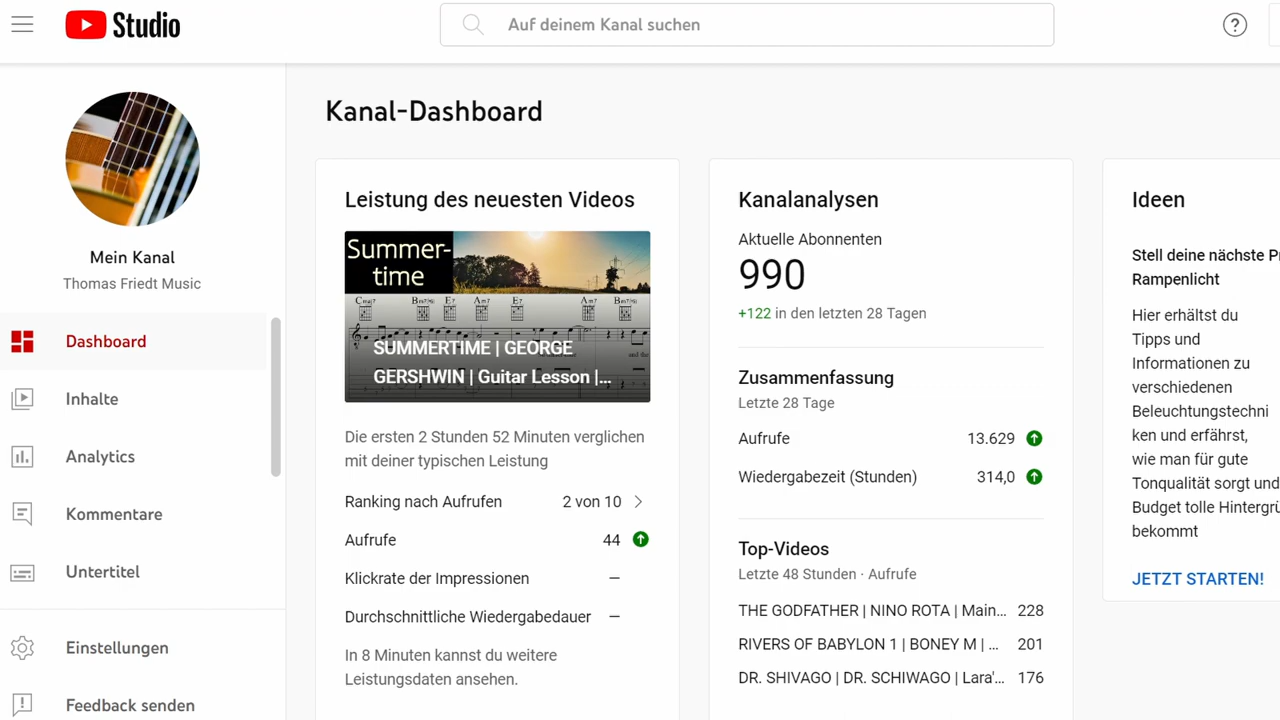 Studio
Auf deinem Kanal suchen
Mein Kanal
Thomas Friedt Music
Dashboard
Inhalte
Analytics
Kommentare
Untertitel
Einstellungen
Feedback senden
Kanal-Dashboard
Leistung des neuesten Videos
Summer-
time
Cmaj7 E7 Am7 E7 Am7
SUMMERTIME | GEORGE
GERSHWIN | Guitar Lesson |...
Die ersten 2 Stunden 52 Minuten verglichen
mit deiner typischen Leistung
Ranking nach Aufrufen 2 von 10
Aufrufe 44
Klickrate der Impressionen –
Durchschnittliche Wiedergabedauer –
In 8 Minuten kannst du weitere
Leistungsdaten ansehen.
Kanalanalysen
Aktuelle Abonnenten
990
+122 in den letzten 28 Tagen
Zusammenfassung
Letzte 28 Tage
Aufrufe 13.629
Wiedergabezeit (Stunden) 314,0
Top-Videos
Letzte 48 Stunden · Aufrufe
THE GODFATHER | NINO ROTA | Main... 228
RIVERS OF BABYLON 1 | BONEY M | ... 201
DR. SHIVAGO | DR. SCHIWAGO | Lara'... 176
Ideen
Stell deine nächste Pr
Rampenlicht
Hier erhältst du
Tipps und
Informationen zu
verschiedenen
Beleuchtungstechni
ken und erfährst,
wie man für gute
Tonqualität sorgt und
Budget tolle Hintergrü
bekommt
JETZT STARTEN!